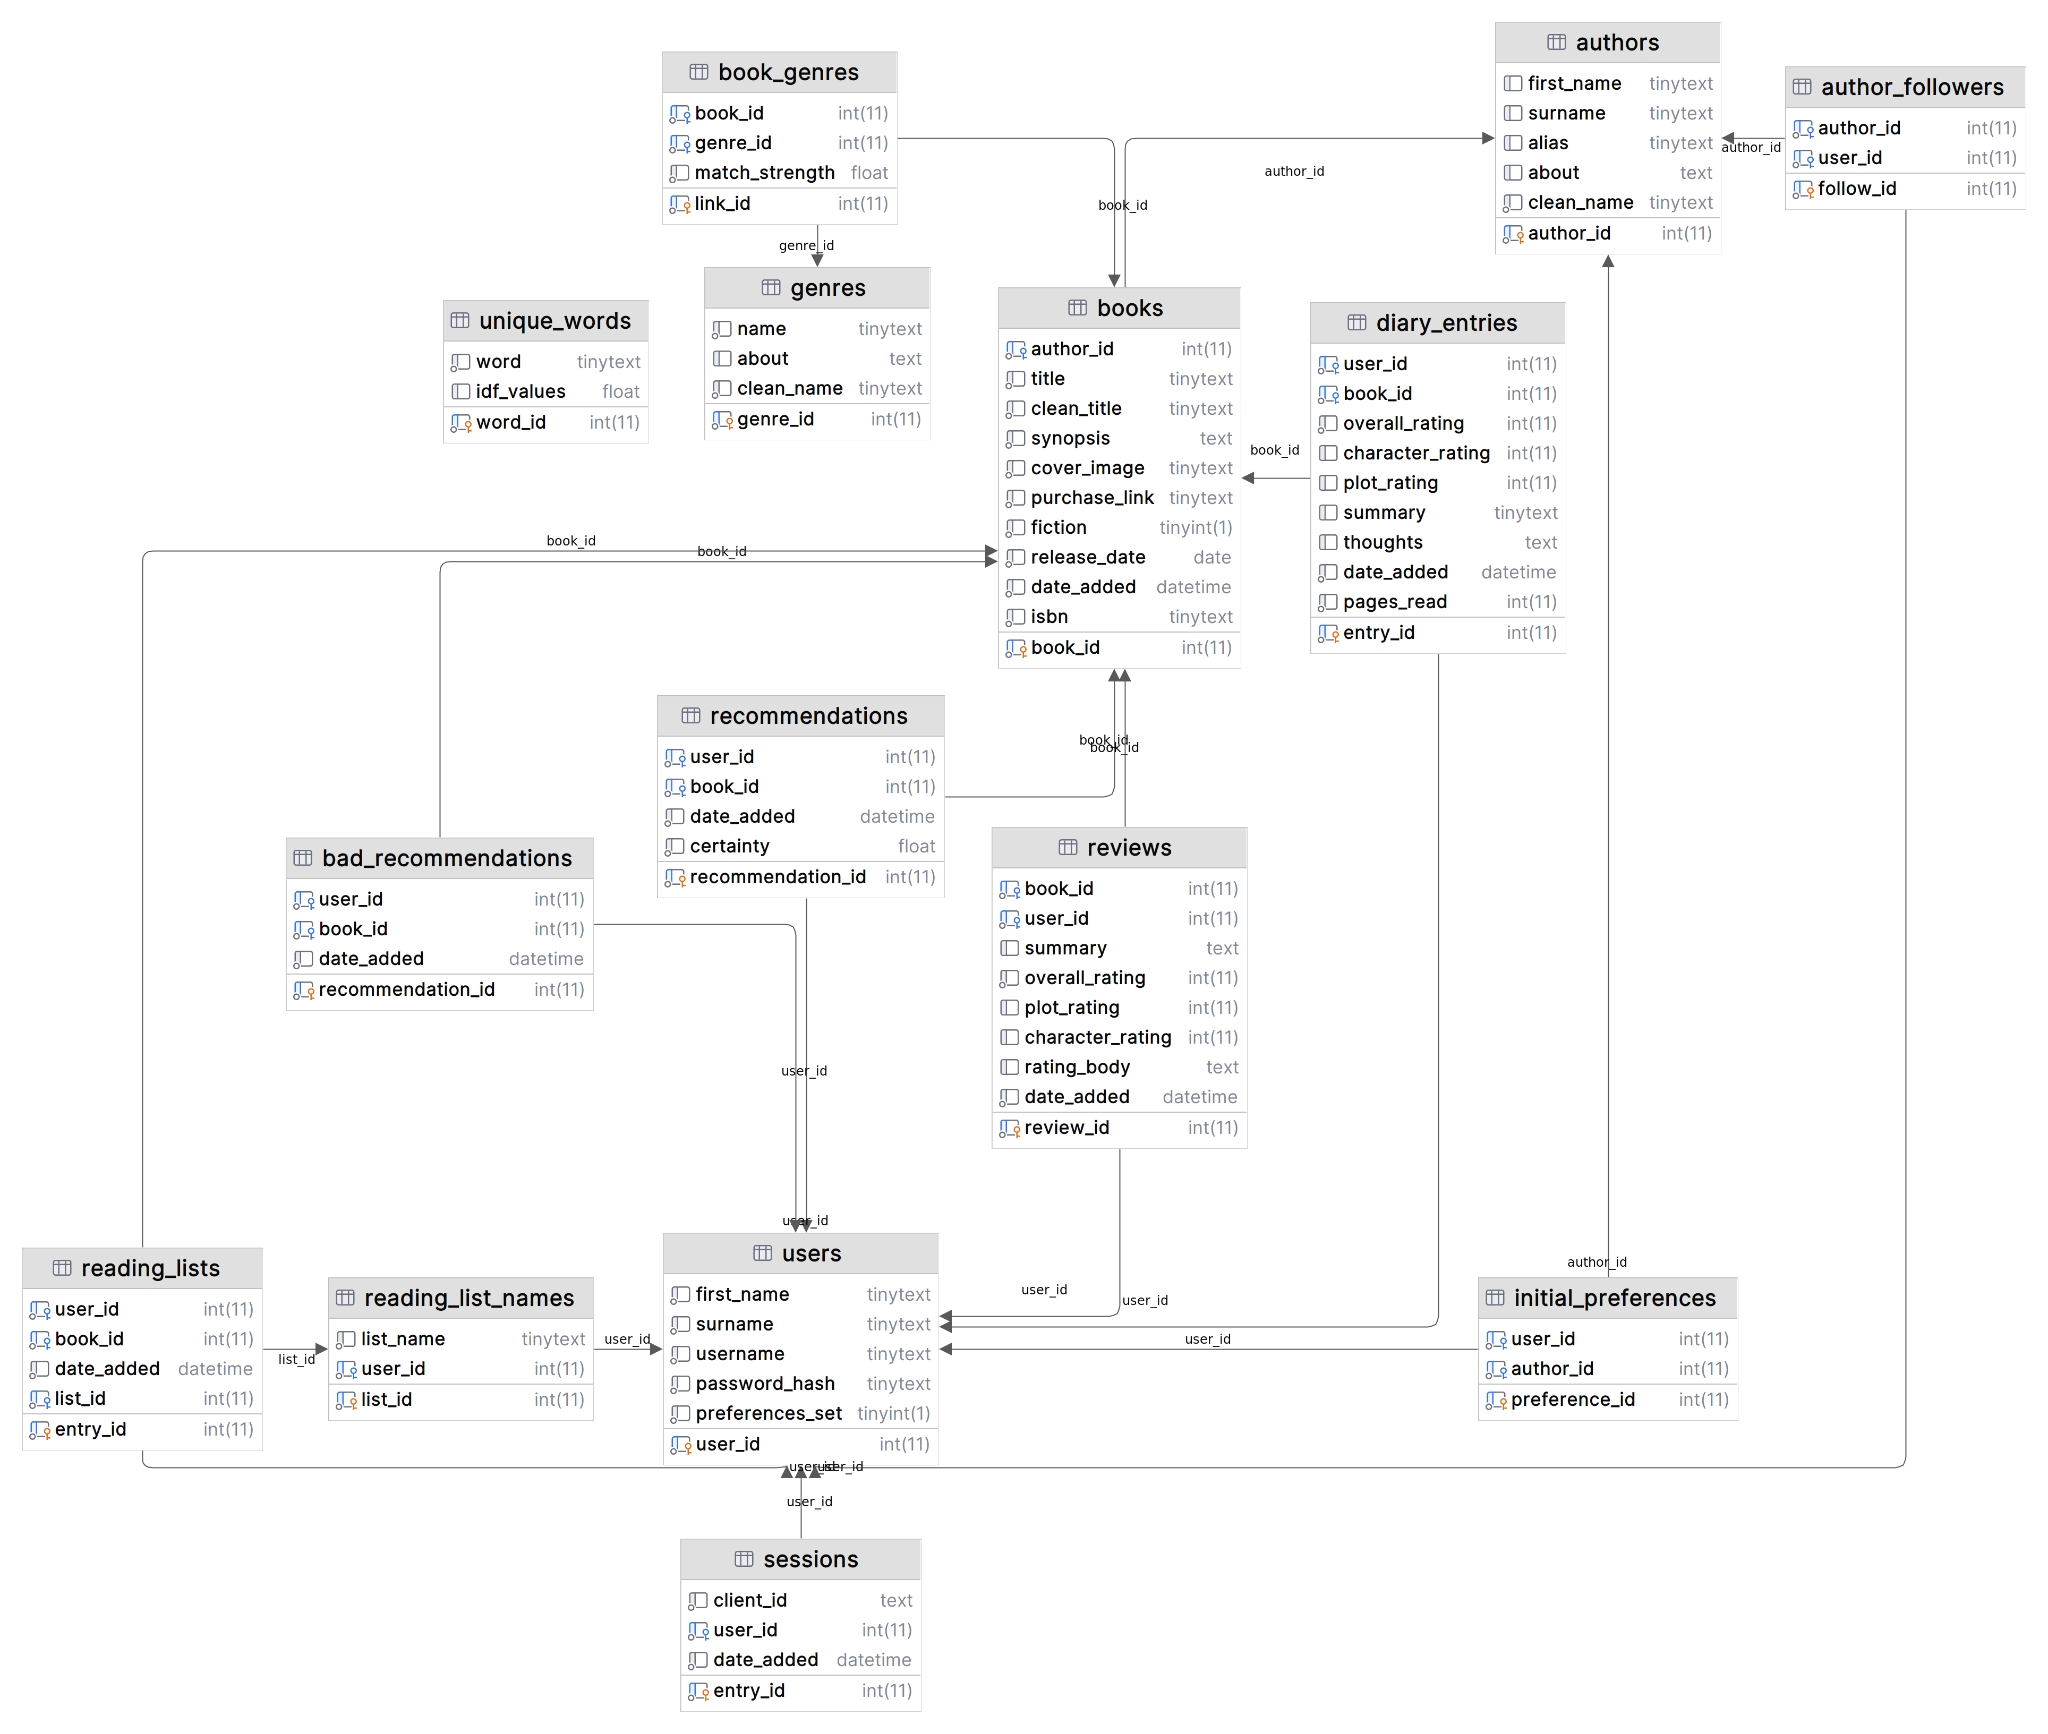 book_genres
book_id int(11)
genre_id int(11)
match_strength float
link_id int(11)
authors
first_name tinytext
surname tinytext
alias tinytext
about text
clean_name tinytext
author_id int(11)
author_followers
author_id int(11)
user_id int(11)
follow_id int(11)
author_id
author_id
book_id
genre_id
genres
name tinytext
about text
clean_name tinytext
genre_id int(11)
unique_words
word tinytext
idf_values float
word_id int(11)
books
author_id int(11)
title tinytext
clean_title tinytext
synopsis text
cover_image tinytext
purchase_link tinytext
fiction tinyint(1)
release_date date
date_added datetime
isbn tinytext
book_id int(11)
diary_entries
user_id int(11)
book_id int(11)
overall_rating int(11)
character_rating int(11)
plot_rating int(11)
summary tinytext
thoughts text
date_added datetime
pages_read int(11)
entry_id int(11)
book_id
book_id
book_id
recommendations
user_id int(11)
book_id int(11)
date_added datetime
certainty float
recommendation_id int(11)
book_id
book_id
bad_recommendations
user_id int(11)
book_id int(11)
date_added datetime
recommendation_id int(11)
reviews
book_id int(11)
user_id int(11)
summary text
overall_rating int(11)
plot_rating int(11)
character_rating int(11)
rating_body text
date_added datetime
review_id int(11)
user_id
user_id
reading_lists
user_id int(11)
book_id int(11)
date_added datetime
list_id int(11)
entry_id int(11)
list_id
reading_list_names
list_name tinytext
user_id int(11)
list_id int(11)
user_id
users
first_name tinytext
surname tinytext
username tinytext
password_hash tinytext
preferences_set tinyint(1)
user_id int(11)
user_id
user_id
user_id
author_id
initial_preferences
user_id int(11)
author_id int(11)
preference_id int(11)
user_id
user_id
user_id
sessions
client_id text
user_id int(11)
date_added datetime
entry_id int(11)